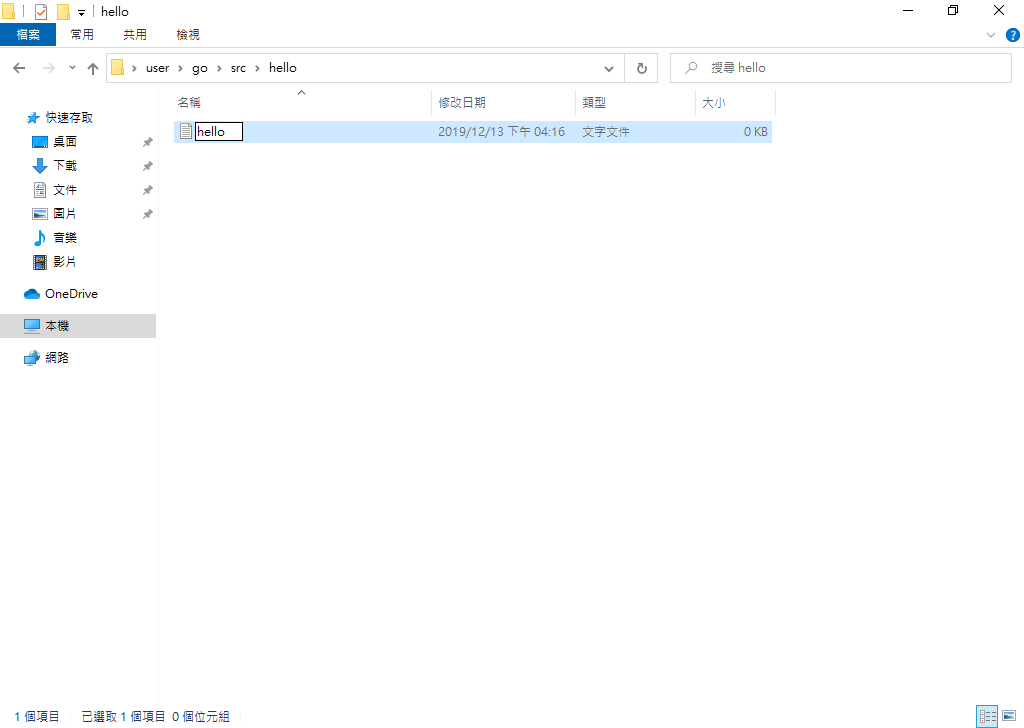 hello
檔案 常用 共用 檢視
user › go › src › hello
搜尋 hello
名稱 修改日期 類型 大小
hello 2019/12/13 下午 04:16 文字文件 0 KB
快速存取
桌面
下載
文件
圖片
音樂
影片
OneDrive
本機
網路
1 個項目 已選取 1 個項目 0 個位元組